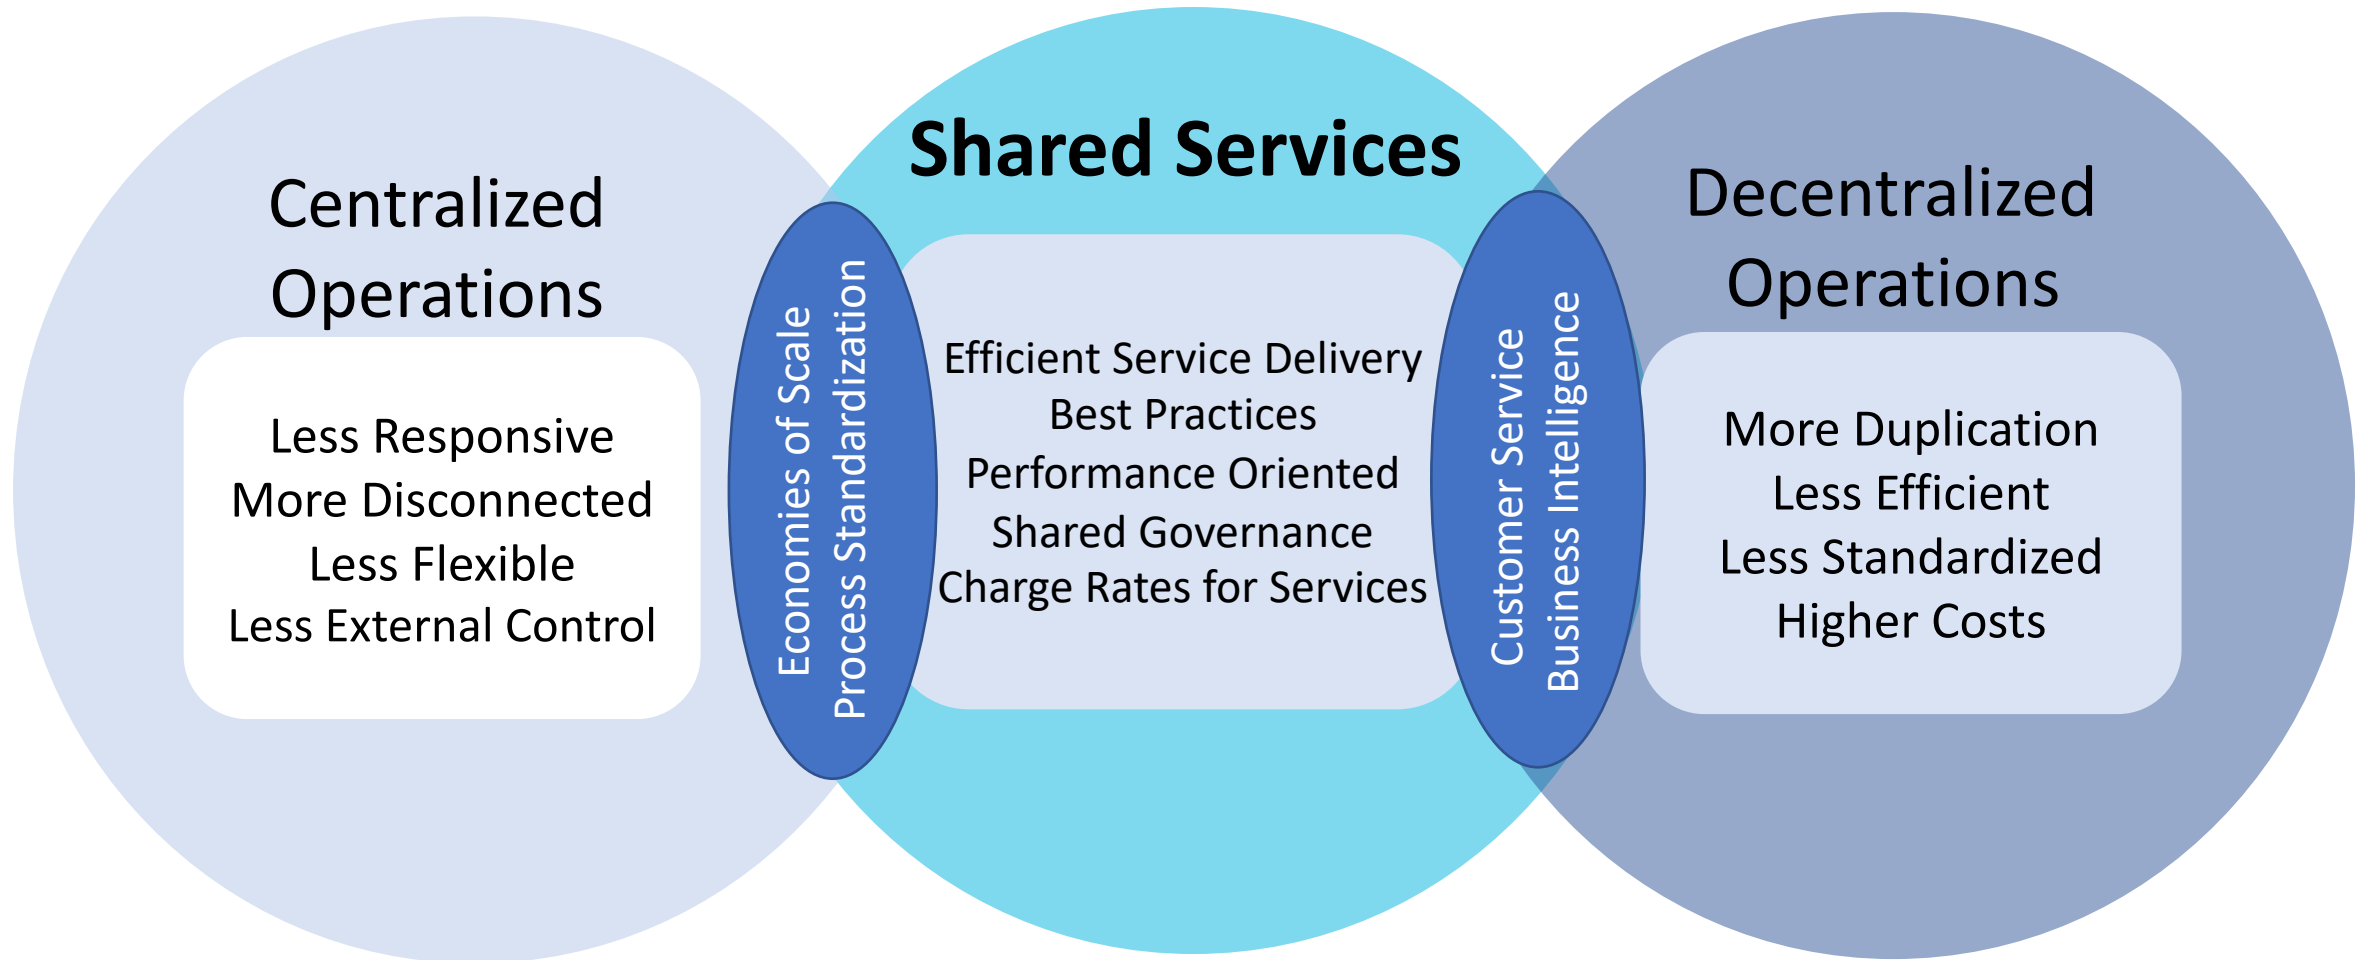 Centralized
Operations
Less Responsive
More Disconnected
Less Flexible
Less External Control
Economies of Scale
Process Standardization
Shared Services
Efficient Service Delivery
Best Practices
Performance Oriented
Shared Governance
Charge Rates for Services
Customer Service
Business Intelligence
Decentralized
Operations
More Duplication
Less Efficient
Less Standardized
Higher Costs